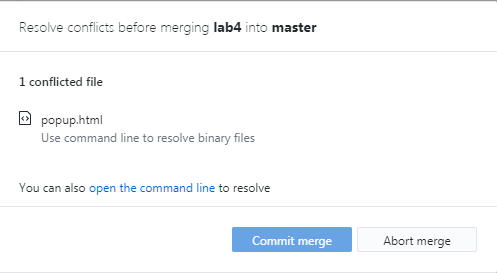 Resolve conflicts before merging lab4 into master
1 conflicted file
popup.html
Use command line to resolve binary files
You can also open the command line to resolve
Commit merge
Abort merge